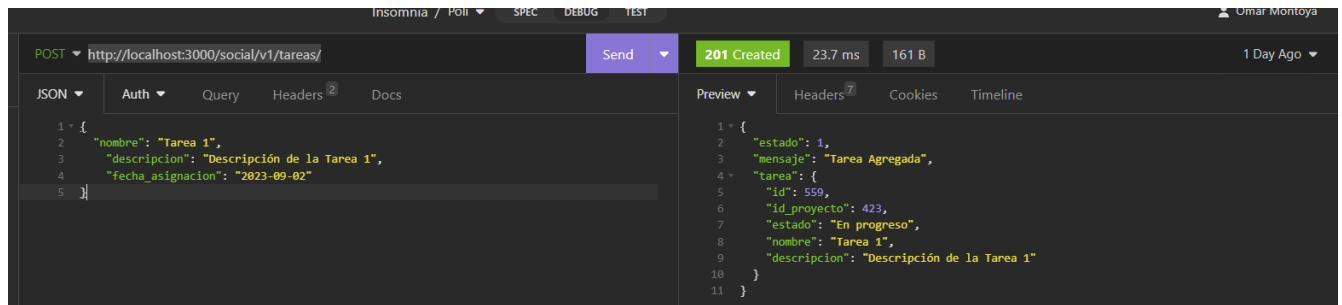 Insomnia / Poli SPEC DEBUG TEST Omar Montoya
POST http://localhost:3000/social/v1/tareas/ Send 201 Created 23.7 ms 161 B 1 Day Ago
JSON Auth Query Headers 2 Docs
1 {
2 "nombre": "Tarea 1",
3 "descripcion": "Descripción de la Tarea 1",
4 "fecha_asignacion": "2023-09-02"
5 }
Preview Headers 7 Cookies Timeline
1 {
2 "estado": 1,
3 "mensaje": "Tarea Agregada",
4 "tarea": {
5 "id": 559,
6 "id_proyecto": 423,
7 "estado": "En progreso",
8 "nombre": "Tarea 1",
9 "descripcion": "Descripción de la Tarea 1"
10 }
11 }